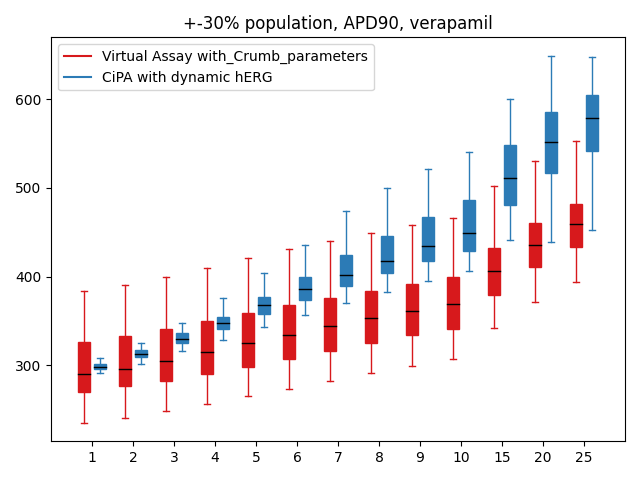 +-30% population, APD90, verapamil
Virtual Assay with_Crumb_parameters
CiPA with dynamic hERG
600
500
400
300
1 2 3 4 5 6 7 8 9 10 15 20 25